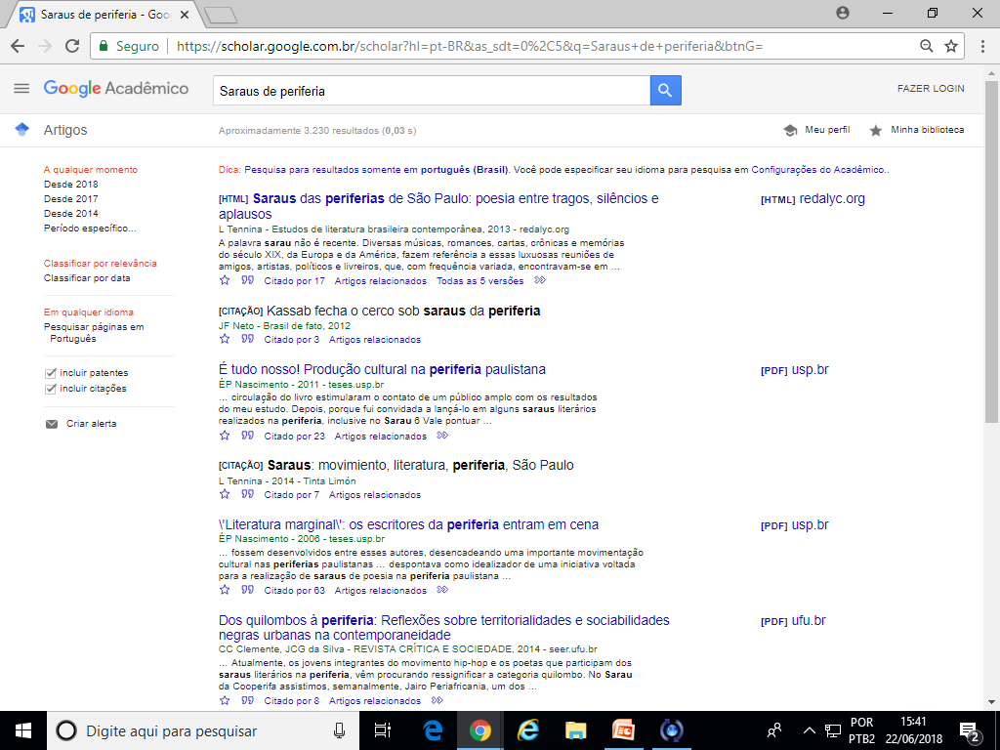 Saraus de periferia - Goo
Seguro
https://scholar.google.com.br/scholar?hl=pt-BR&as_sdt=0%2C5&q=Saraus+de+periferia&btnG=
Google Acadêmico
Saraus de periferia
FAZER LOGIN
Artigos
Aproximadamente 3.230 resultados (0,03 s)
Meu perfil
Minha biblioteca
A qualquer momento
Desde 2018
Desde 2017
Desde 2014
Período específico...
Classificar por relevância
Classificar por data
Em qualquer idioma
Pesquisar páginas em
Português
incluir patentes
incluir citações
Criar alerta
Dica: Pesquisa para resultados somente em português (Brasil). Você pode especificar seu idioma para pesquisa em Configurações do Acadêmico..
[HTML] Saraus das periferias de São Paulo: poesia entre tragos, silêncios e
aplausos
L Tennina - Estudos de literatura brasileira contemporânea, 2013 - redalyc.org
A palavra sarau não é recente. Diversas músicas, romances, cartas, crônicas e memórias
do século XIX, da Europa e da América, fazem referência a essas luxuosas reuniões de
amigos, artistas, políticos e livreiros, que, com frequência variada, encontravam-se em ...
Citado por 17 Artigos relacionados Todas as 5 versões
[HTML] redalyc.org
[CITAÇÃO] Kassab fecha o cerco sob saraus da periferia
JF Neto - Brasil de fato, 2012
Citado por 3 Artigos relacionados
É tudo nosso! Produção cultural na periferia paulistana
ÉP Nascimento - 2011 - teses.usp.br
... circulação do livro estimularam o contato de um público amplo com os resultados
do meu estudo. Depois, porque fui convidada a lançá-lo em alguns saraus literários
realizados na periferia, inclusive no Sarau 6 Vale pontuar ...
Citado por 23 Artigos relacionados
[PDF] usp.br
[CITAÇÃO] Saraus: movimiento, literatura, periferia, São Paulo
L Tennina - 2014 - Tinta Limón
Citado por 7 Artigos relacionados
\'Literatura marginal\': os escritores da periferia entram em cena
ÉP Nascimento - 2006 - teses.usp.br
... fossem desenvolvidos entre esses autores, desencadeando uma importante movimentação
cultural nas periferias paulistanas ... despontava como idealizador de uma iniciativa voltada
para a realização de saraus de poesia na periferia paulistana ...
Citado por 63 Artigos relacionados
[PDF] usp.br
Dos quilombos à periferia: Reflexões sobre territorialidades e sociabilidades
negras urbanas na contemporaneidade
CC Clemente, JCG da Silva - REVISTA CRÍTICA E SOCIEDADE, 2014 - seer.ufu.br
... Atualmente, os jovens integrantes do movimento hip-hop e os poetas que participam dos
saraus literários na periferia, vêm procurando ressignificar a categoria quilombo. No Sarau
da Cooperifa assistimos, semanalmente, Jairo Periafricania, um dos ...
Citado por 8 Artigos relacionados
[PDF] ufu.br
Digite aqui para pesquisar
POR
PTB2
15:41
22/06/2018
2